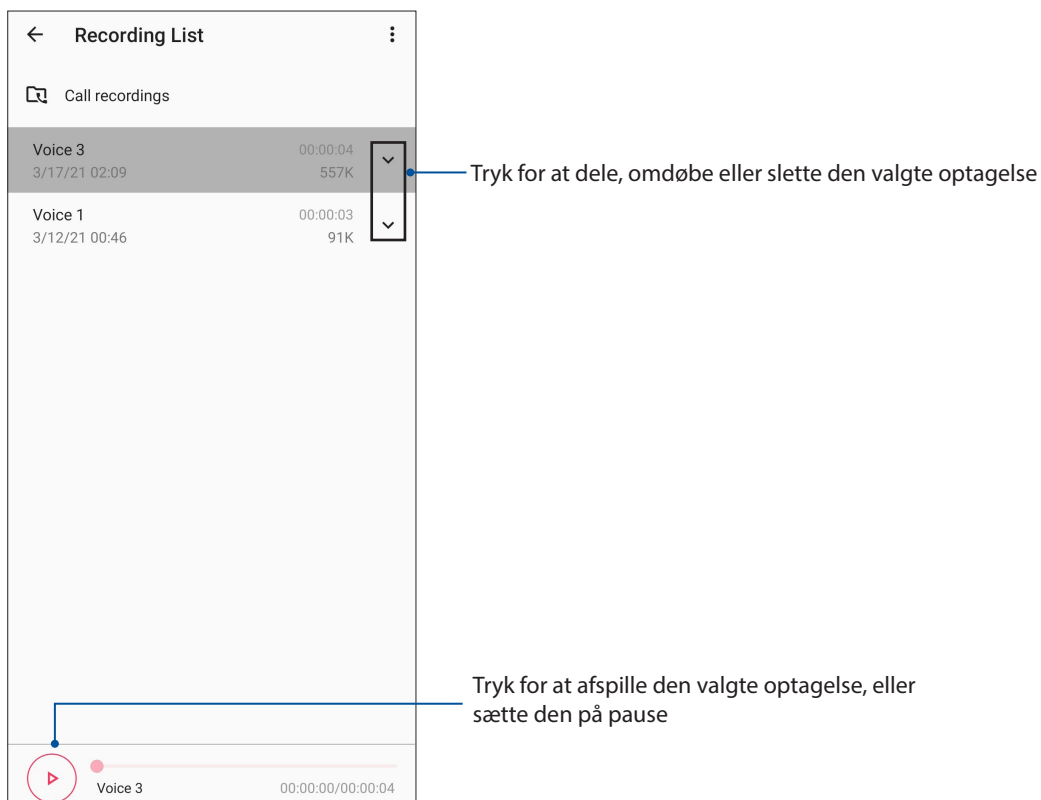 Recording List
Call recordings
Voice 3 00:00:04
3/17/21 02:09 557K
Tryk for at dele, omdøbe eller slette den valgte optagelse
Voice 1 00:00:03
3/12/21 00:46 91K
Tryk for at afspille den valgte optagelse, eller
sætte den på pause
Voice 3 00:00:00/00:00:04